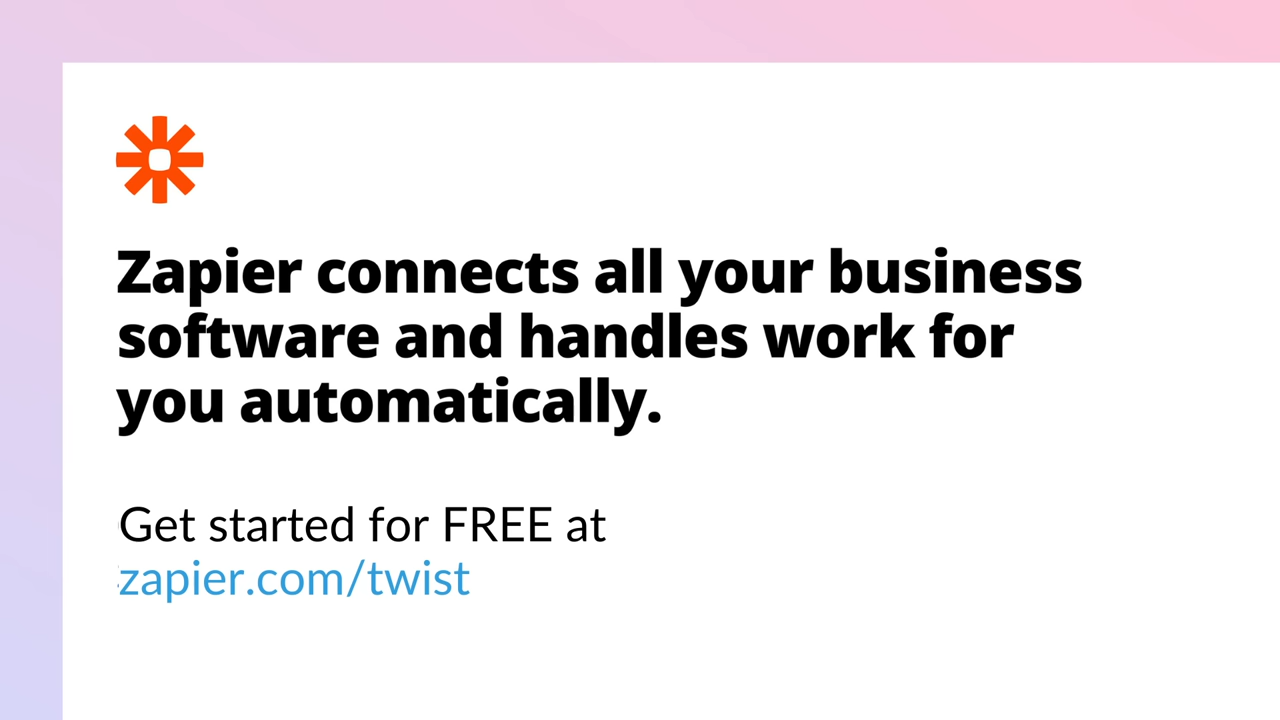 Zapier connects all your business
software and handles work for
you automatically.
Get started for FREE at
zapier.com/twist